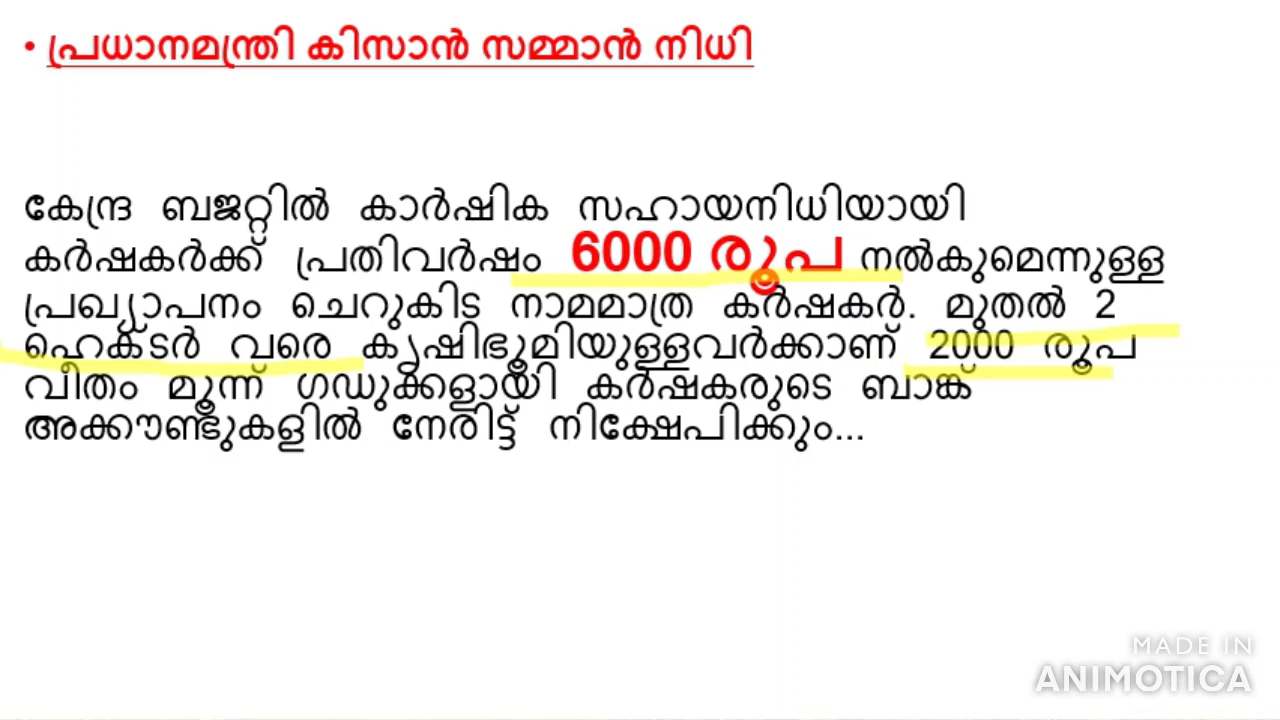 • പ്രധാനമന്ത്രി കിസാൻ സമ്മാൻ നിധി
കേന്ദ്ര ബജറ്റിൽ കാർഷിക സഹായനിധിയായി
കർഷകർക്ക് പ്രതിവർഷം 6000 രൂപ നൽകുമെന്നുള്ള
പ്രഖ്യാപനം ചെറുകിട നാമമാത്ര കർഷകർ. മുതൽ 2
ഹെക്ടർ വരെ കൃഷിഭൂമിയുള്ളവർക്കാണ് 2000 രൂപ
വീതം മൂന്ന് ഗഡുക്കളായി കർഷകരുടെ ബാങ്ക്
അക്കൗണ്ടുകളിൽ നേരിട്ട് നിക്ഷേപിക്കും...
MADE IN
ANIMOTICA